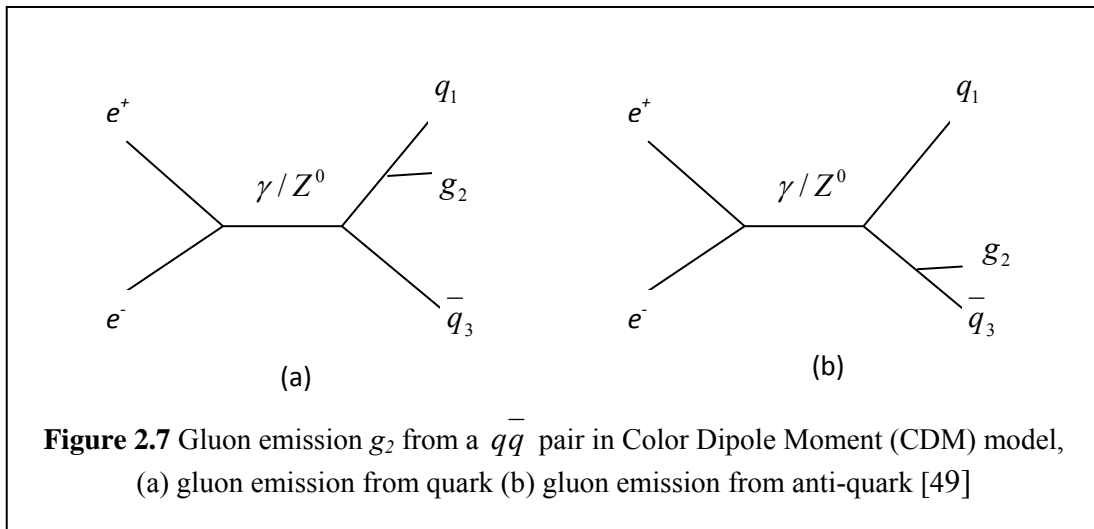 e⁺ q₁ e⁺ q₁
γ / Z⁰ g₂ γ / Z⁰
g₂
e⁻ q̅₃ e⁻ q̅₃
(a) (b)
Figure 2.7 Gluon emission g₂ from a qq̅ pair in Color Dipole Moment (CDM) model,
(a) gluon emission from quark (b) gluon emission from anti-quark [49]